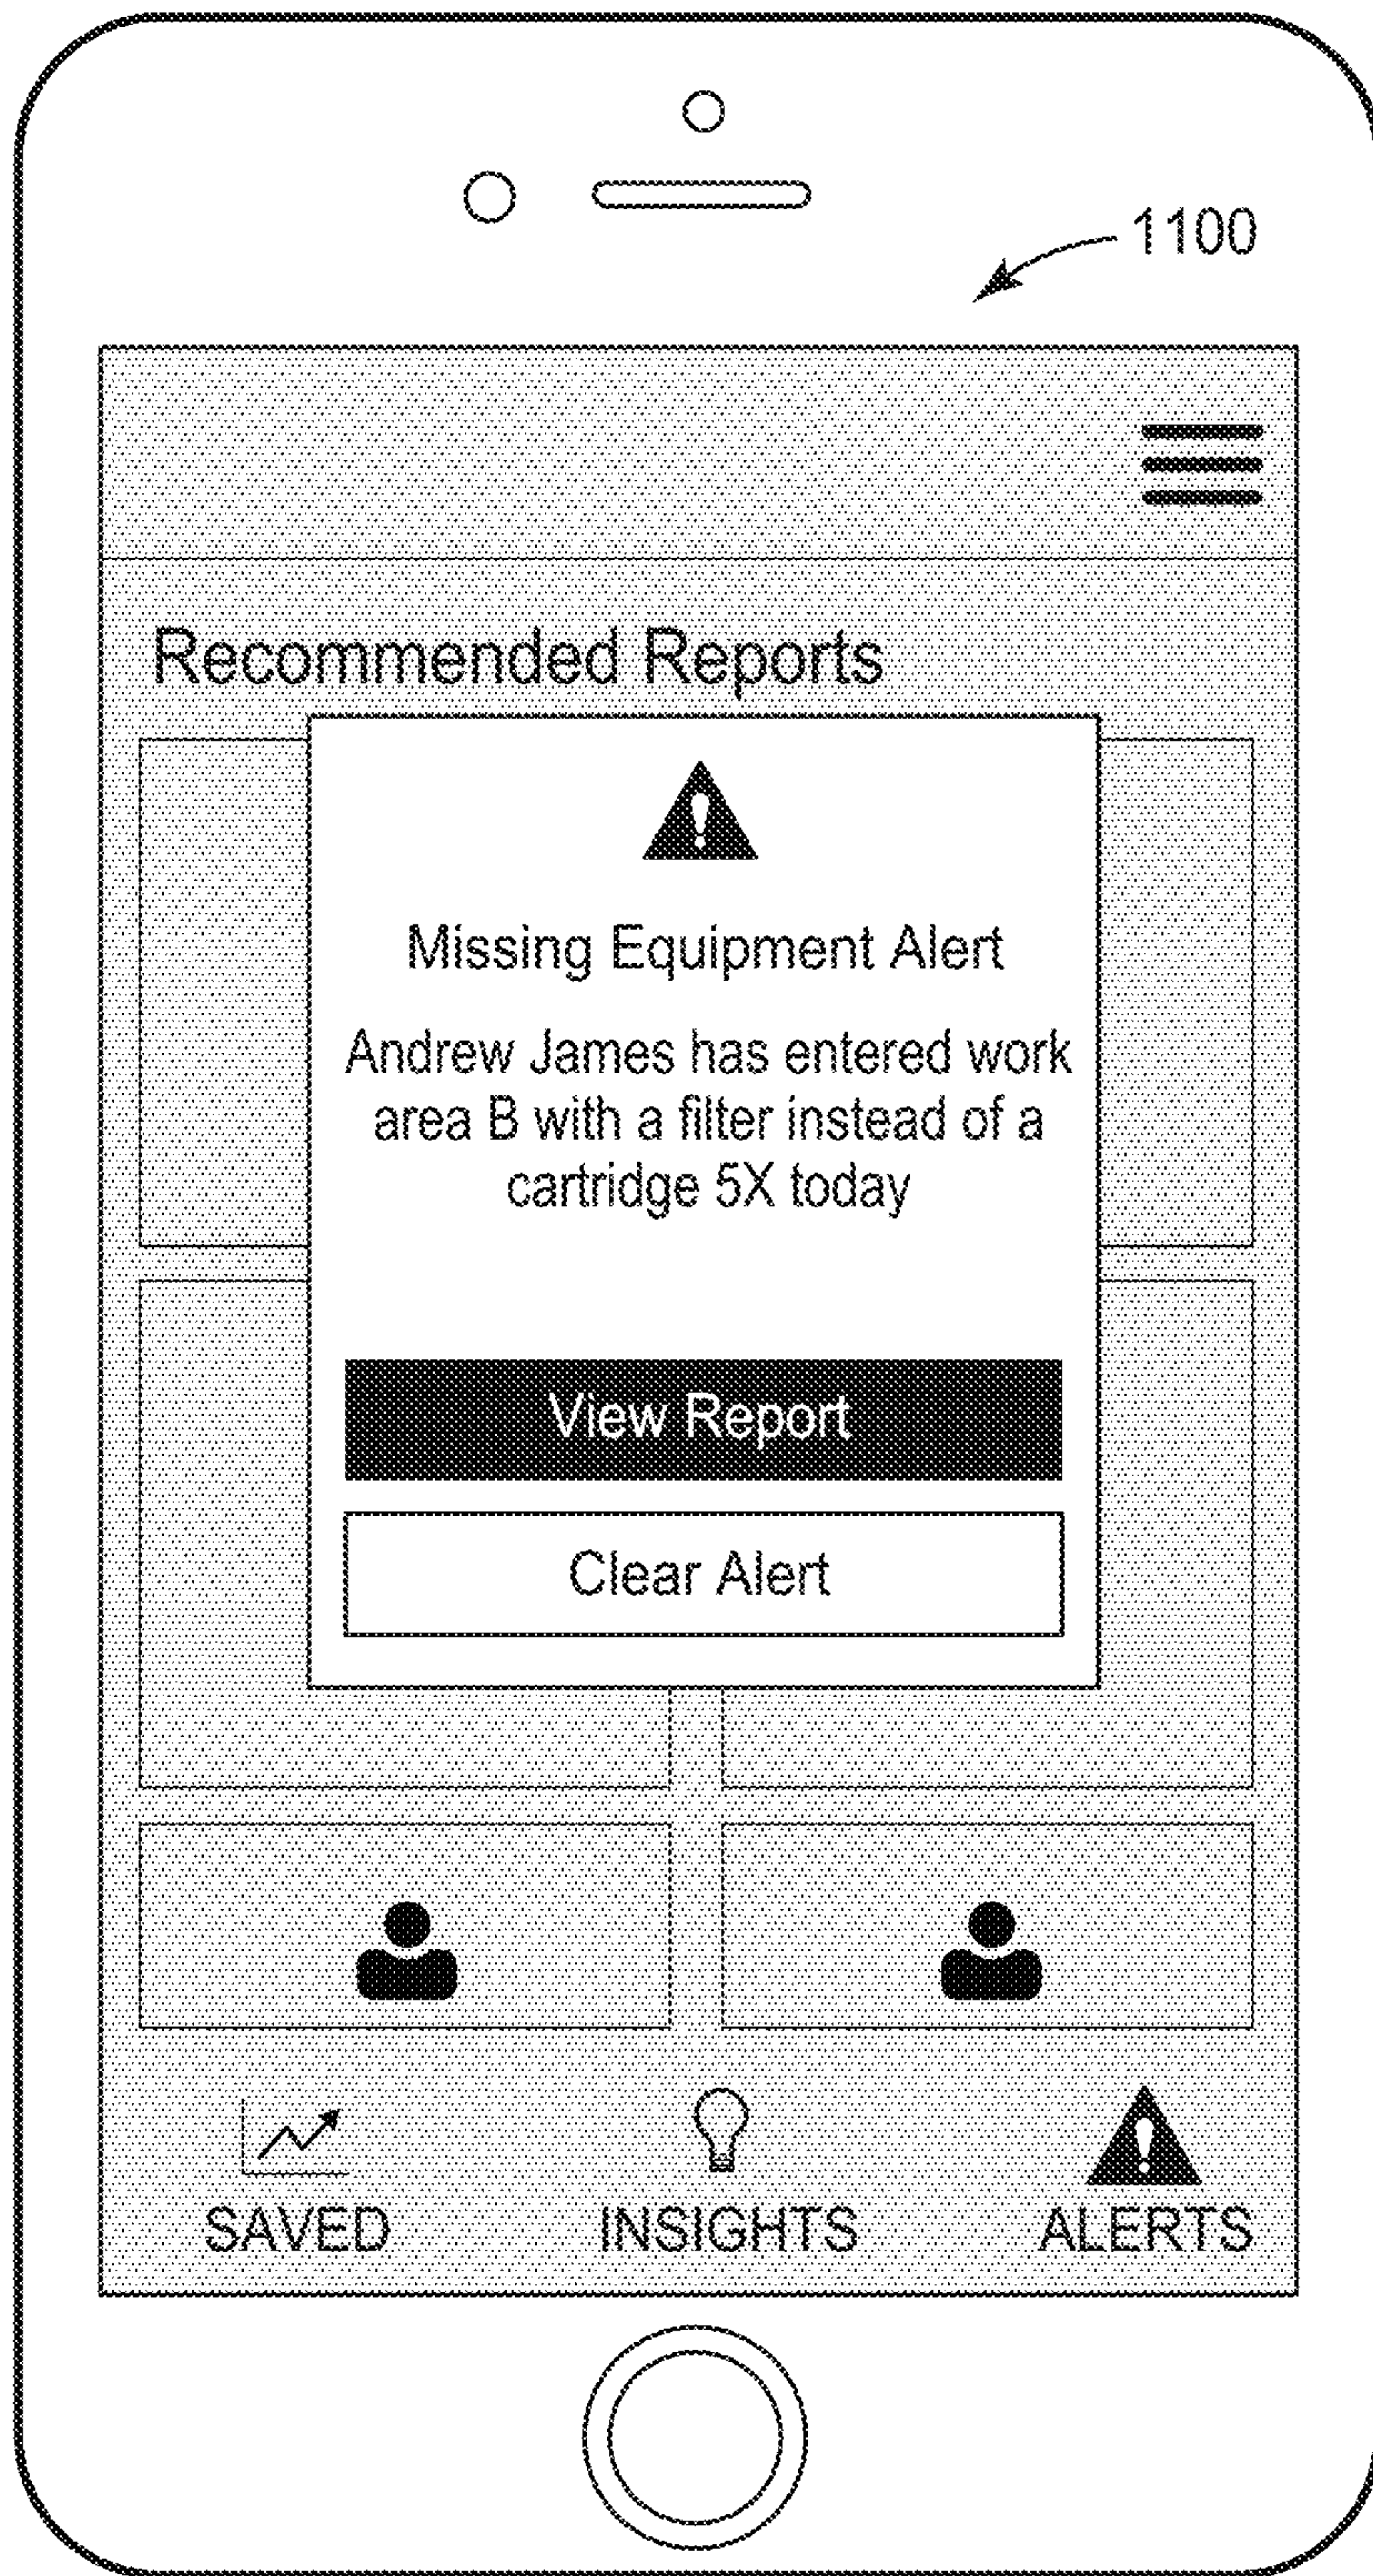 1100
Recommended Reports
Missing Equipment Alert
Andrew James has entered work
area B with a filter instead of a
cartridge 5X today
View Report
Clear Alert
SAVED INSIGHTS ALERTS